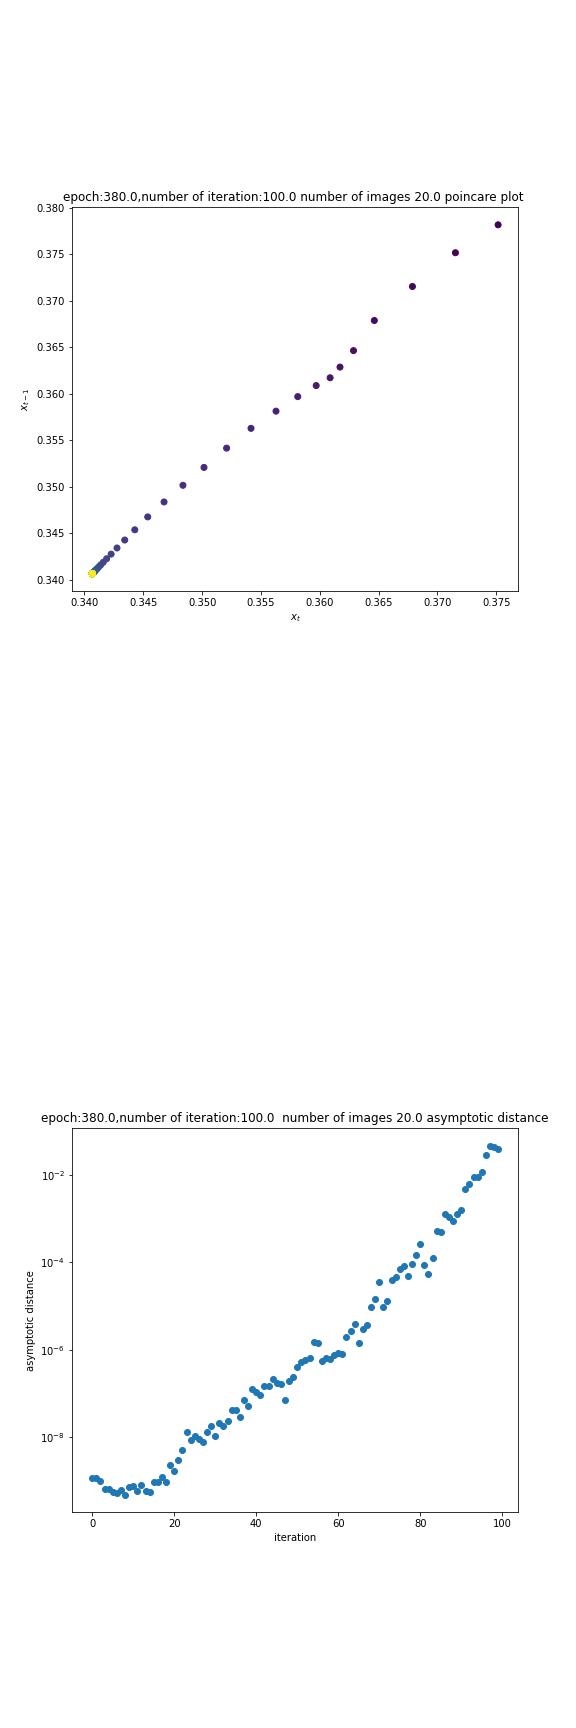 epoch:380.0,number of iteration:100.0 number of images 20.0 poincare plot
0.380
0.375
0.370
0.365
0.360
0.355
0.350
0.345
0.340
x_{t-1}
0.340 0.345 0.350 0.355 0.360 0.365 0.370 0.375
x_t
epoch:380.0,number of iteration:100.0  number of images 20.0 asymptotic distance
10^{-2}
10^{-4}
10^{-6}
10^{-8}
asymptotic distance
0 20 40 60 80 100
iteration